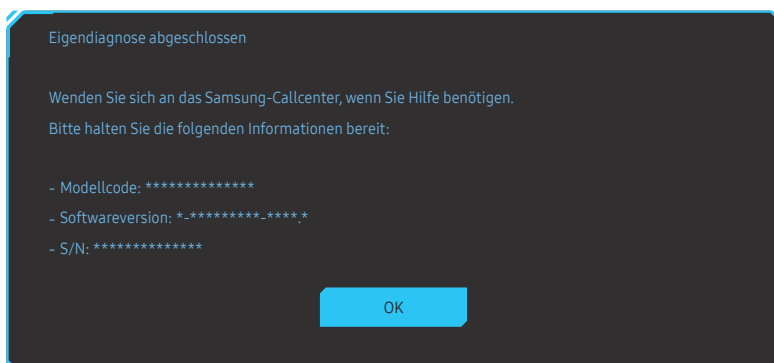 Eigendiagnose abgeschlossen
Wenden Sie sich an das Samsung-Callcenter, wenn Sie Hilfe benötigen.
Bitte halten Sie die folgenden Informationen bereit:
- Modellcode: **************
- Softwareversion: *-*********-****.*
- S/N: **************
OK